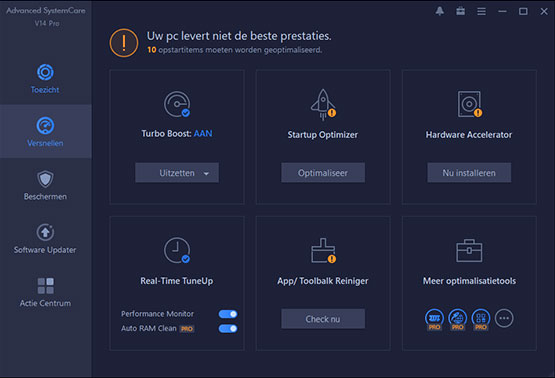 Advanced SystemCare
V14 Pro
Uw pc levert niet de beste prestaties.
10 opstartitems moeten worden geoptimaliseerd.
Toezicht
Versnellen
Beschermen
Software Updater
Actie Centrum
Turbo Boost: AAN
Uitzetten
Startup Optimizer
Optimaliseer
Hardware Accelerator
Nu installeren
Real-Time TuneUp
Performance Monitor
Auto RAM Clean PRO
App/ Toolbalk Reiniger
Check nu
Meer optimalisatietools
PRO PRO PRO